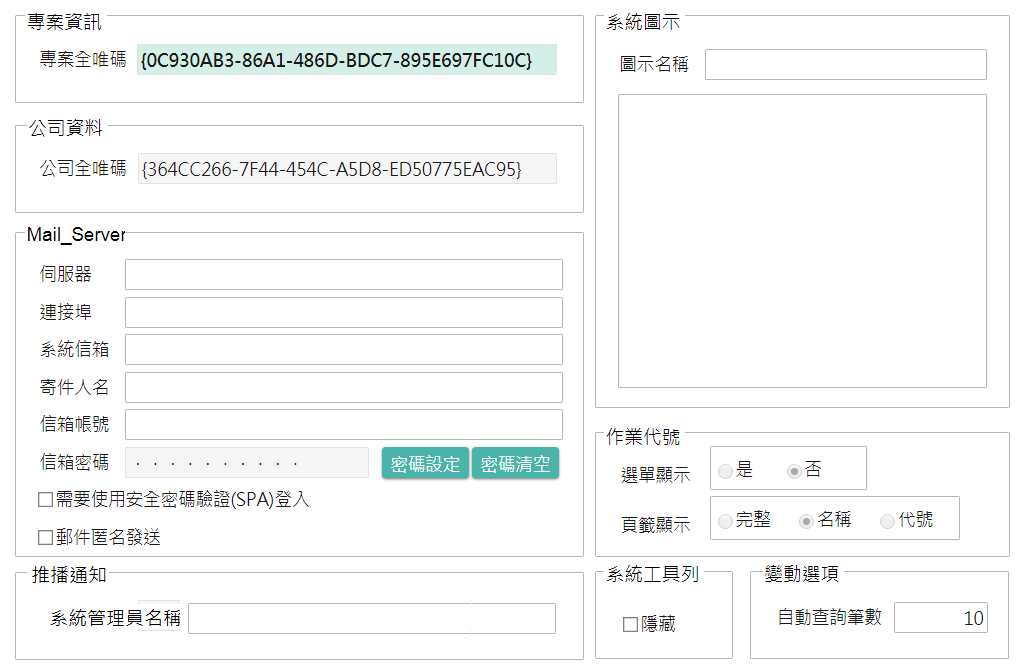 專案資訊
專案全唯碼 {0C930AB3-86A1-486D-BDC7-895E697FC10C}
公司資料
公司全唯碼 {364CC266-7F44-454C-A5D8-ED50775EAC95}
Mail_Server
伺服器
連接埠
系統信箱
寄件人名
信箱帳號
信箱密碼 · · · · · · · · · · 密碼設定 密碼清空
需要使用安全密碼驗證(SPA)登入
郵件匿名發送
推播通知
系統管理員名稱
系統圖示
圖示名稱
作業代號
選單顯示 是 否
頁籤顯示 完整 名稱 代號
系統工具列
隱藏
變動選項
自動查詢筆數 10